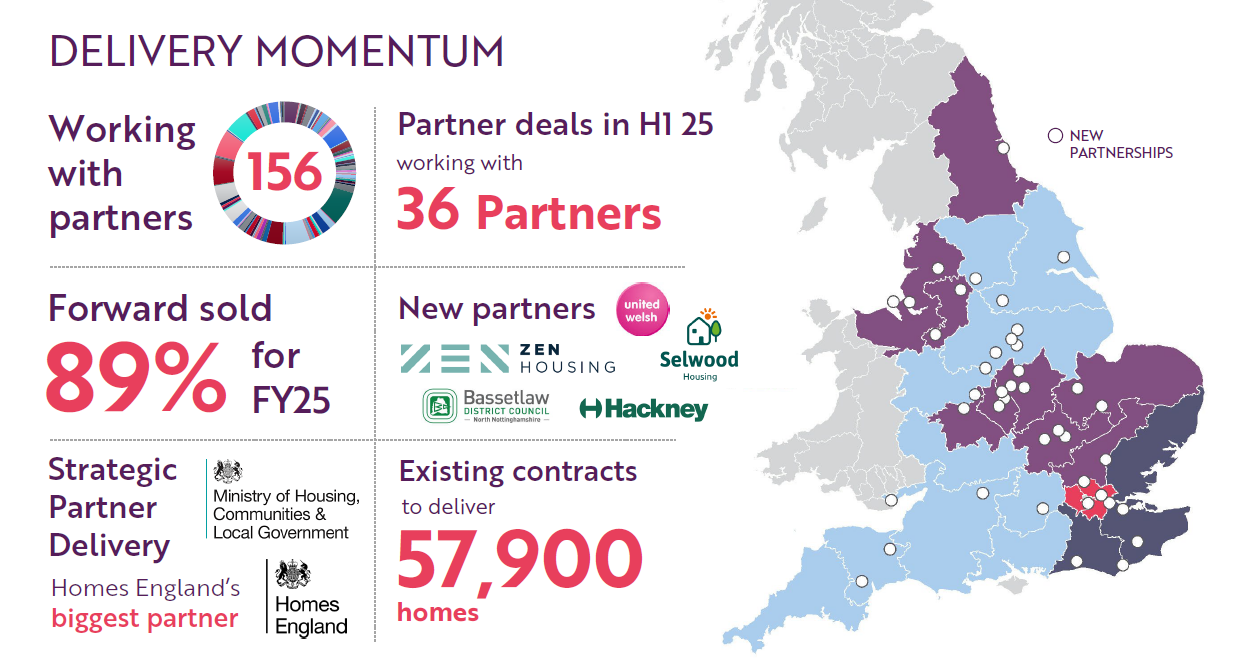 DELIVERY MOMENTUM
Working
with
partners
156
Partner deals in H1 25
working with
36 Partners
Forward sold
89%
for
FY25
New partners
united
welsh
ZEN
ZEN
HOUSING
Selwood
Housing
Bassetlaw
DISTRICT COUNCIL
— North Nottinghamshire —
Hackney
Strategic
Partner
Delivery
Ministry of Housing,
Communities &
Local Government
Homes England's
biggest partner
Homes
England
Existing contracts
to deliver
57,900
homes
NEW
PARTNERSHIPS